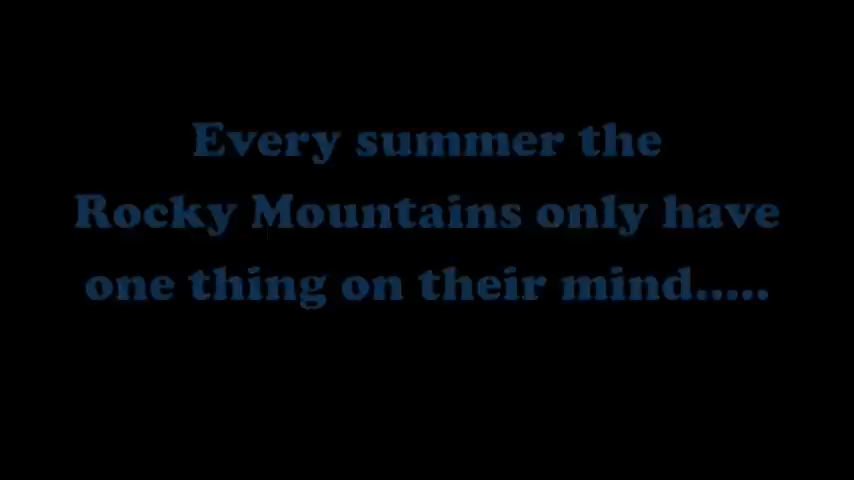 Every summer the
Rocky Mountains only have
one thing on their mind.....